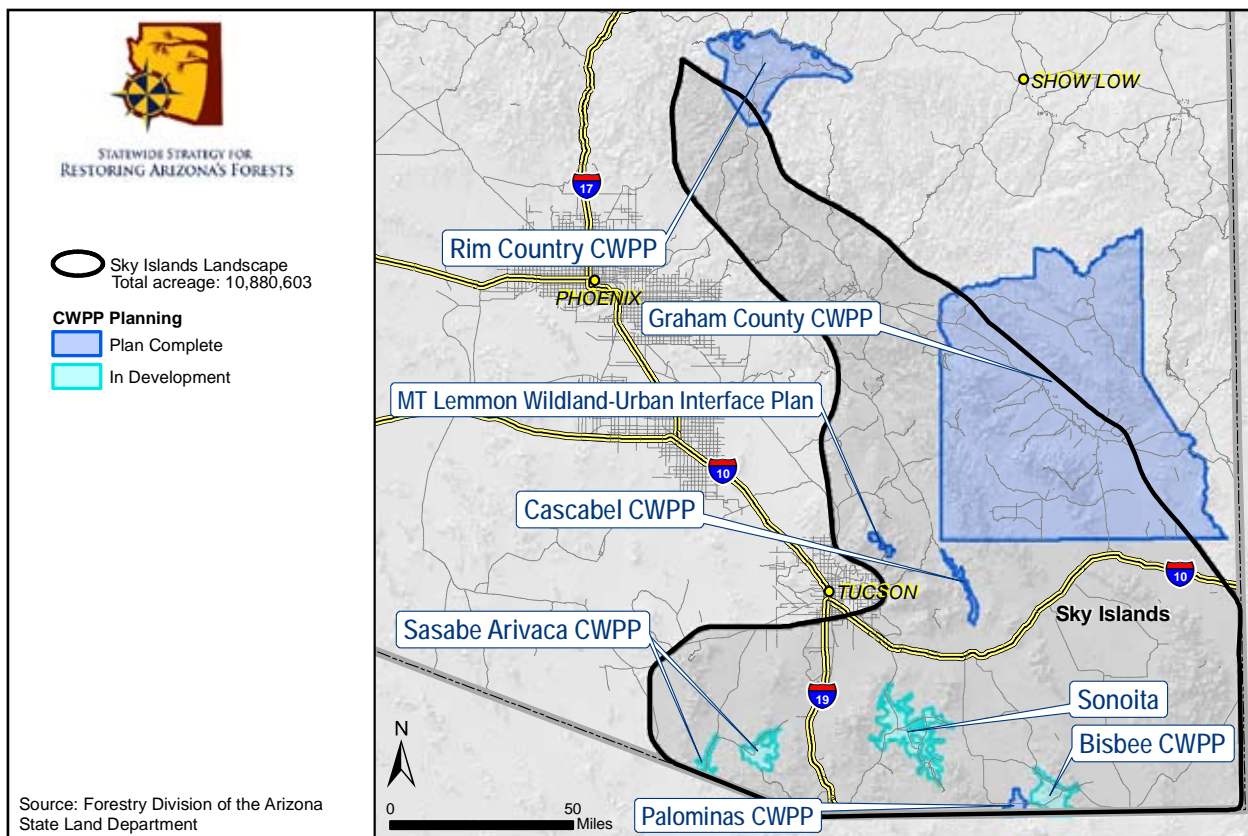 STATEWIDE STRATEGY FOR
RESTORING ARIZONA'S FORESTS
Sky Islands Landscape
Total acreage: 10,880,603
CWPP Planning
Plan Complete
In Development
Source: Forestry Division of the Arizona
State Land Department
SHOW LOW
17
Rim Country CWPP
PHOENIX
Graham County CWPP
MT Lemmon Wildland-Urban Interface Plan
10
Cascabel CWPP
10
TUCSON
Sky Islands
Sasabe Arivaca CWPP
19
Sonoita
Bisbee CWPP
N
0 50
Miles
Palominas CWPP